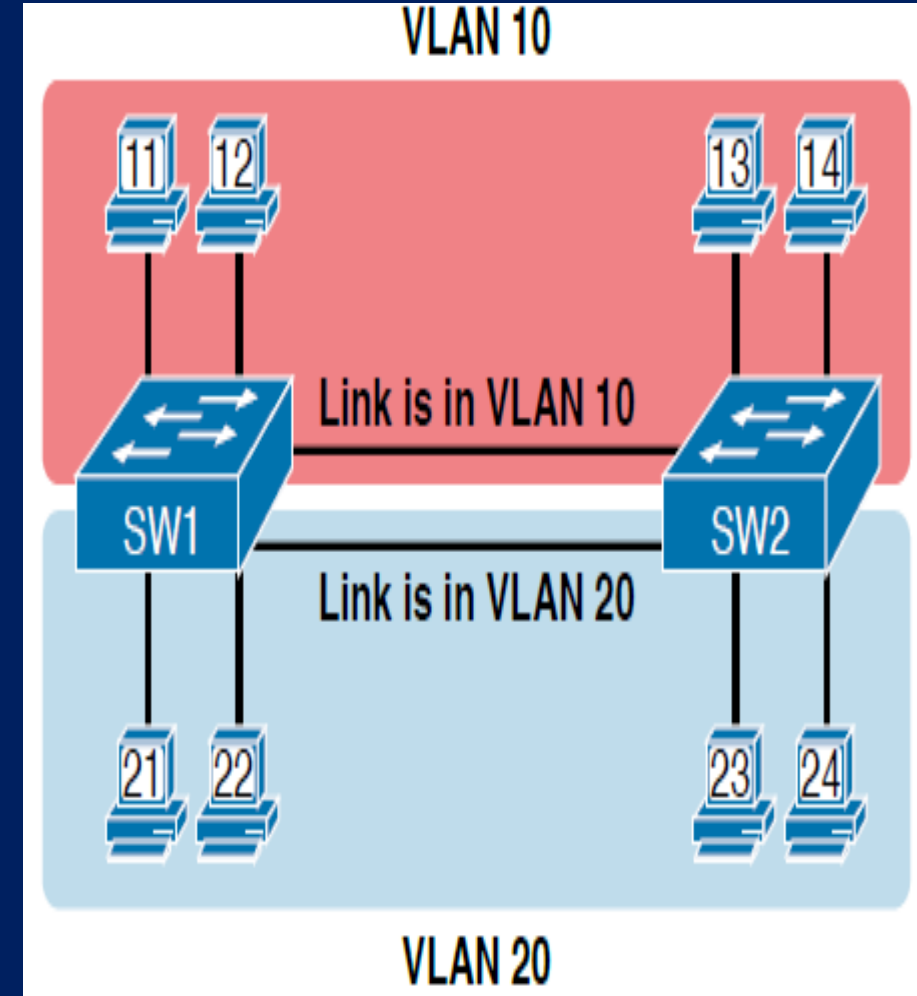 VLAN 10
11 12 13 14
Link is in VLAN 10
SW1 SW2
Link is in VLAN 20
21 22 23 24
VLAN 20